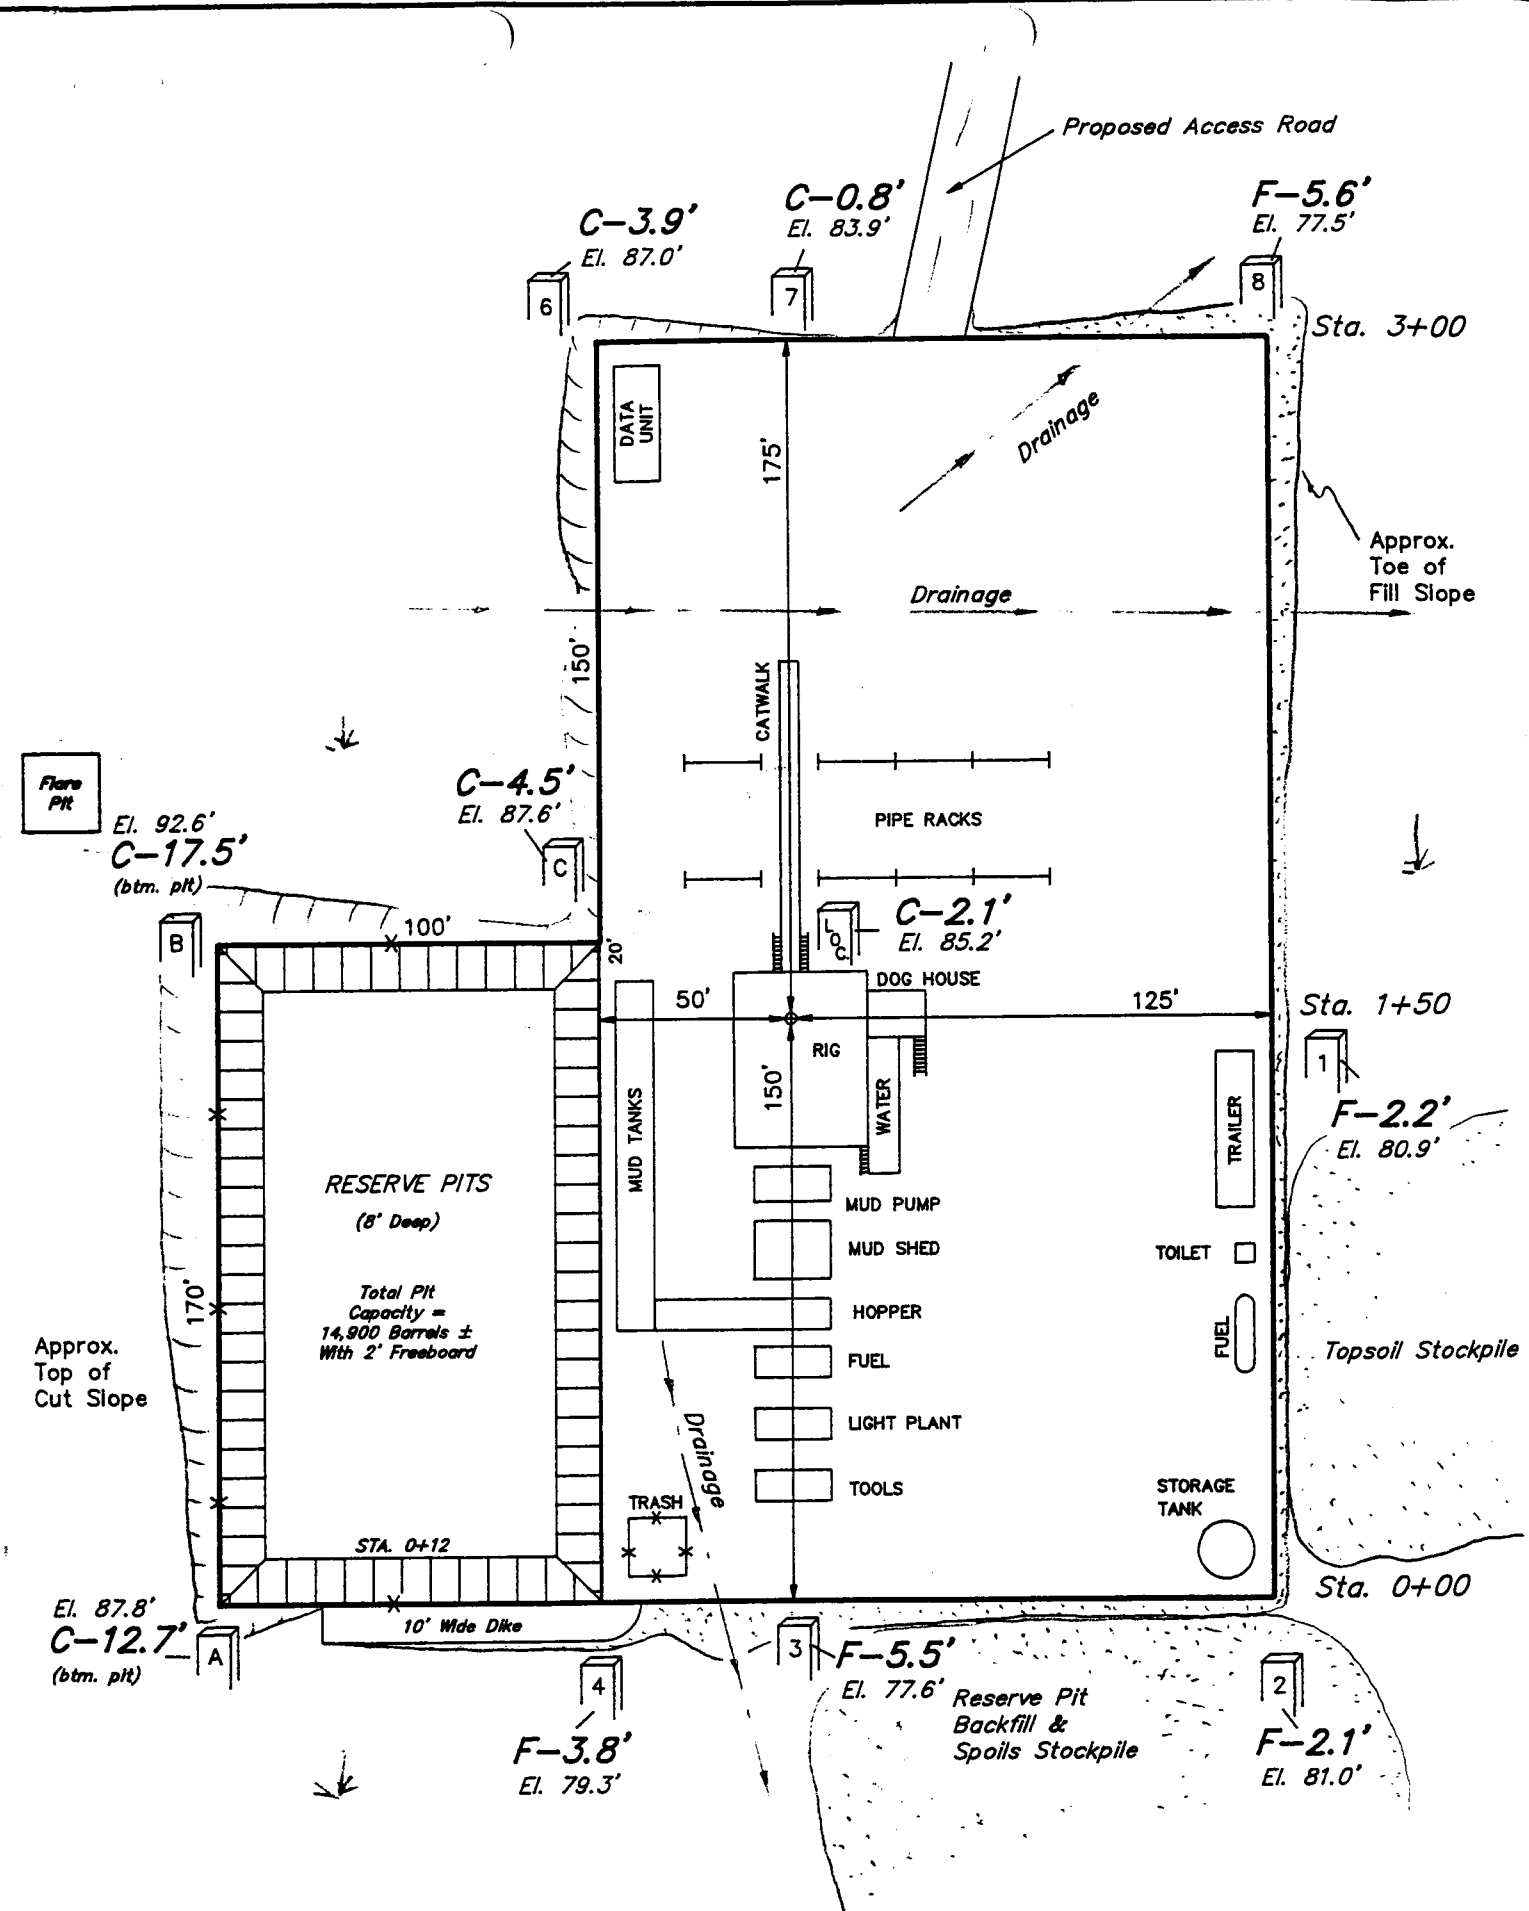 Proposed Access Road
C-0.8'
El. 83.9'
F-5.6'
El. 77.5'
C-3.9'
El. 87.0'
6
7
8
Sta. 3+00
DATA
UNIT
175'
Drainage
Approx.
Toe of
Fill Slope
Drainage
150'
CATWALK
Flare
Pit
C-4.5'
El. 87.6'
C
El. 92.6'
C-17.5'
(btm. pit)
B
PIPE RACKS
LOC.
C-2.1'
El. 85.2'
100'
20'
DOG HOUSE
50'
125'
Sta. 1+50
RIG
1
F-2.2'
El. 80.9'
150'
MUD TANKS
WATER
TRAILER
RESERVE PITS
(8' Deep)
MUD PUMP
MUD SHED
TOILET
Total Pit
Capacity =
14,900 Barrels ±
With 2' Freeboard
170'
HOPPER
FUEL
FUEL
Topsoil Stockpile
Approx.
Top of
Cut Slope
Drainage
LIGHT PLANT
TOOLS
TRASH
STORAGE
TANK
STA. 0+12
Sta. 0+00
El. 87.8'
C-12.7'
(btm. pit)
A
10' Wide Dike
3
F-5.5'
El. 77.6'
4
F-3.8'
El. 79.3'
Reserve Pit
Backfill &
Spoils Stockpile
2
F-2.1'
El. 81.0'